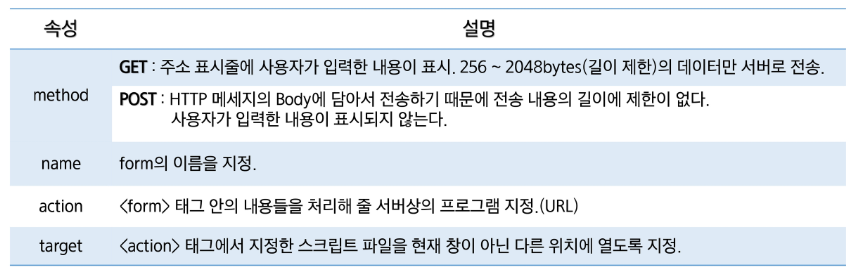 속성 설명
method
GET : 주소 표시줄에 사용자가 입력한 내용이 표시. 256 ~ 2048bytes(길이 제한)의 데이터만 서버로 전송.
POST : HTTP 메세지의 Body에 담아서 전송하기 때문에 전송 내용의 길이에 제한이 없다.
사용자가 입력한 내용이 표시되지 않는다.
name form의 이름을 지정.
action <form> 태그 안의 내용들을 처리해 줄 서버상의 프로그램 지정.(URL)
target <action> 태그에서 지정한 스크립트 파일을 현재 창이 아닌 다른 위치에 열도록 지정.